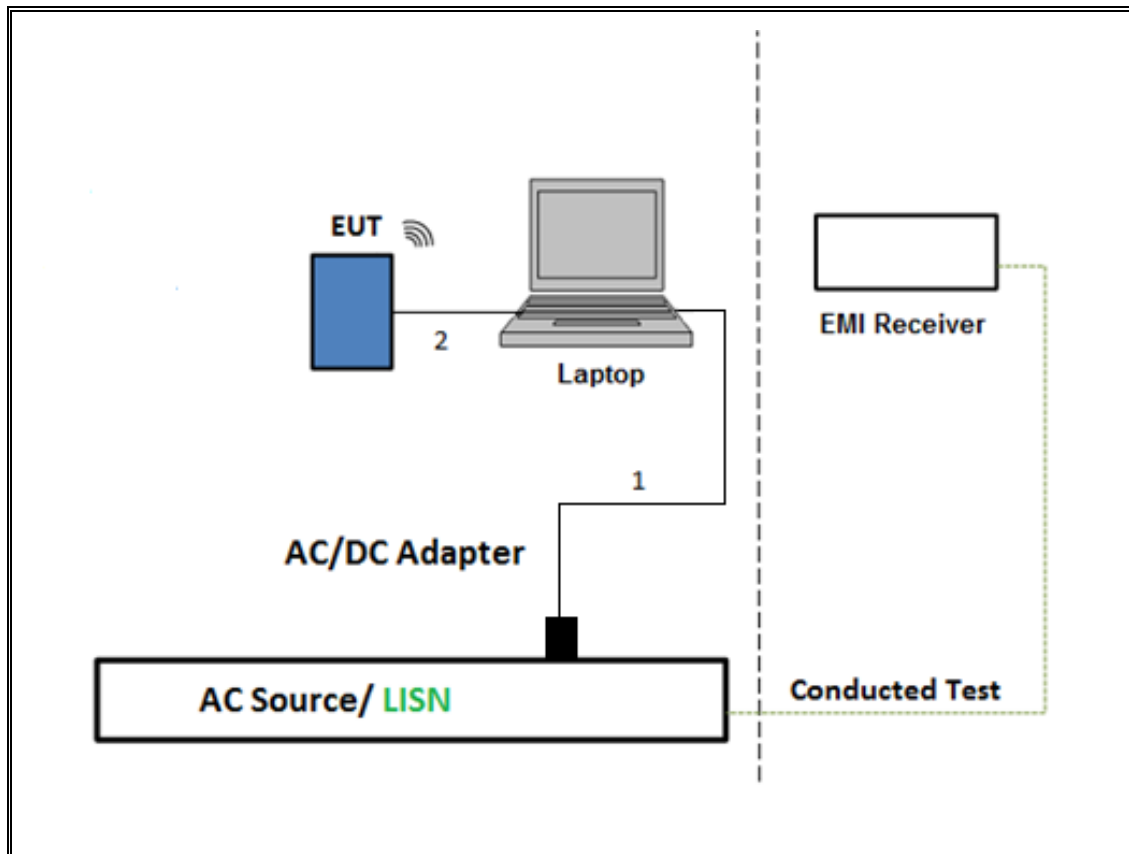 EUT
2
Laptop
EMI Receiver
1
AC/DC Adapter
AC Source/ LISN
Conducted Test